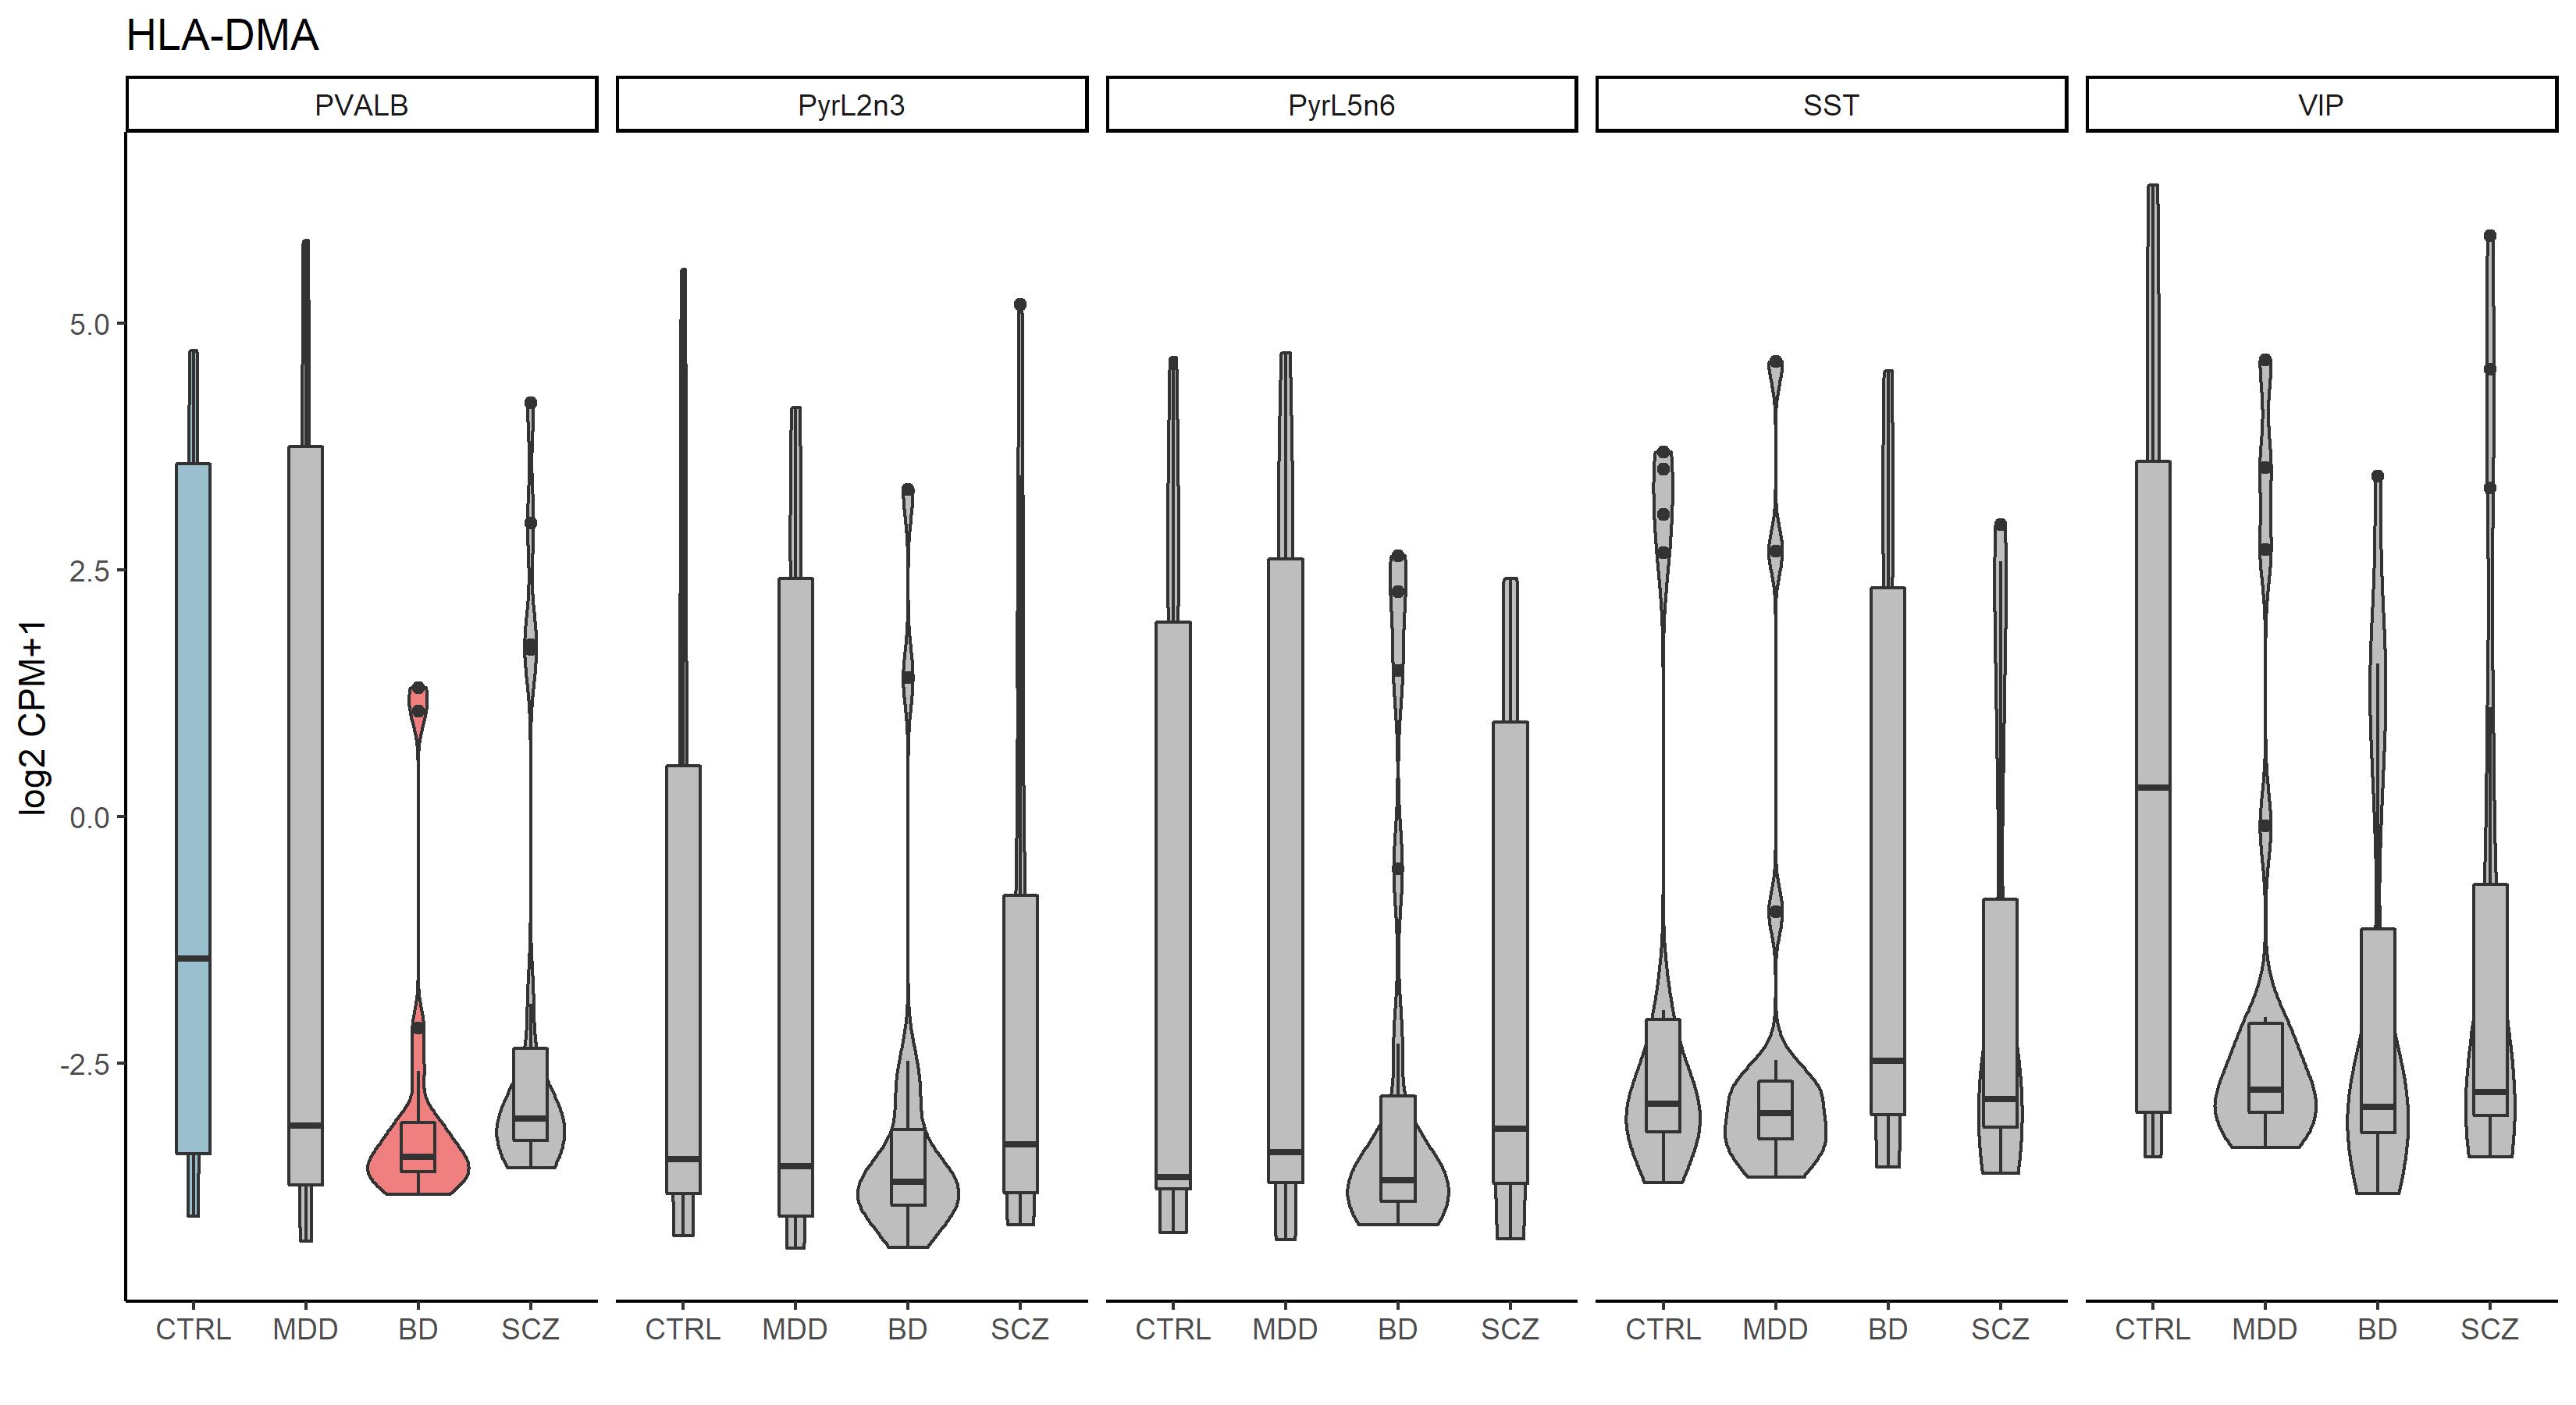 HLA-DMA
PVALB PyrL2n3 PyrL5n6 SST VIP
log2 CPM+1
5.0
2.5
0.0
-2.5
CTRL MDD BD SCZ CTRL MDD BD SCZ CTRL MDD BD SCZ CTRL MDD BD SCZ CTRL MDD BD SCZ